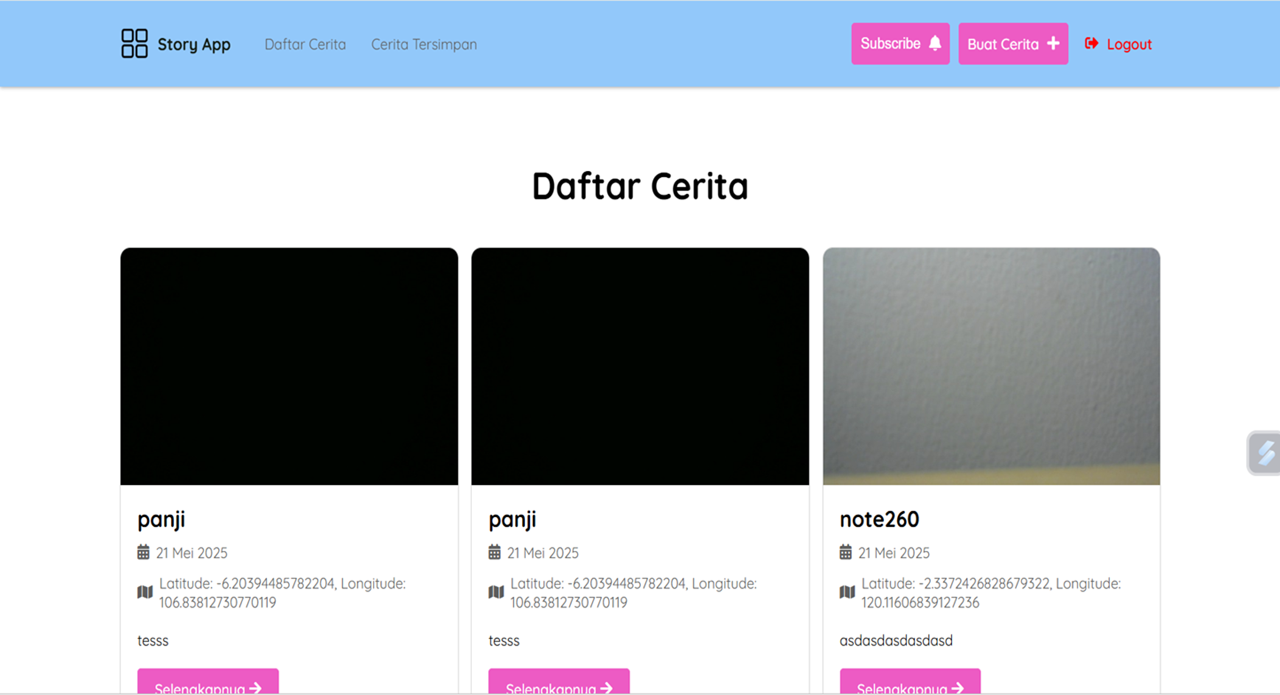 Story App
Daftar Cerita
Cerita Tersimpan
Subscribe
Buat Cerita
Logout
Daftar Cerita
panji
21 Mei 2025
Latitude: -6.20394485782204, Longitude:
106.83812730770119
tesss
Selengkapnya
panji
21 Mei 2025
Latitude: -6.20394485782204, Longitude:
106.83812730770119
tesss
Selengkapnya
note260
21 Mei 2025
Latitude: -2.3372426828679322, Longitude:
120.11606839127236
asdasdasdasdasd
Selengkapnya